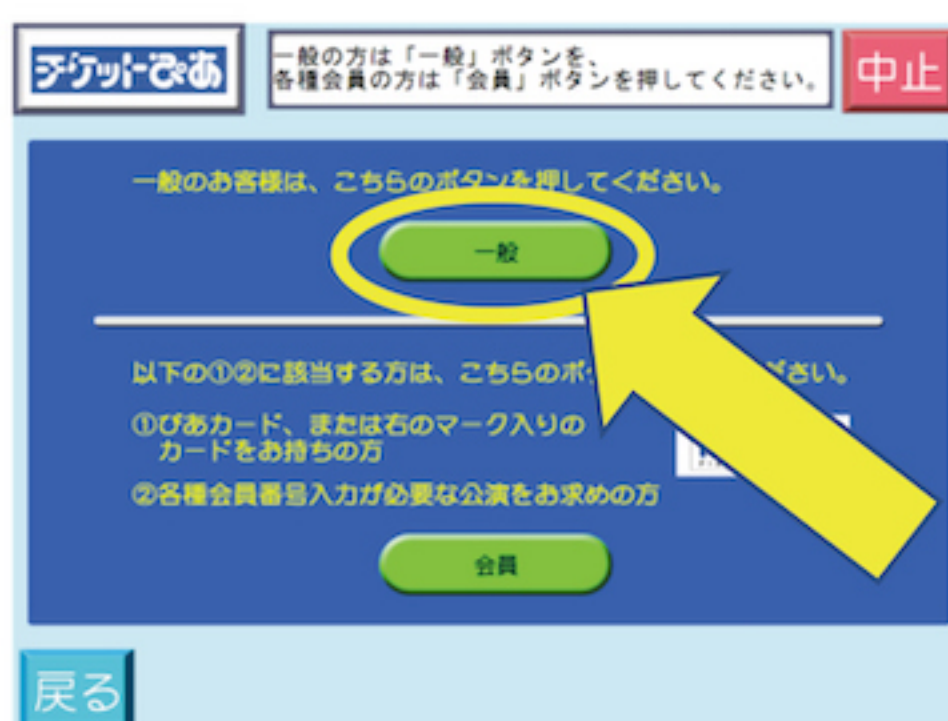 チケットぴあ
一般の方は「一般」ボタンを、
各種会員の方は「会員」ボタンを押してください。
中止
一般のお客様は、こちらのボタンを押してください。
一般
以下の①②に該当する方は、こちらのボ
ださい。
①ぴあカード、または右のマーク入りの
カードをお持ちの方
②各種会員番号入力が必要な公演をお求めの方
会員
戻る